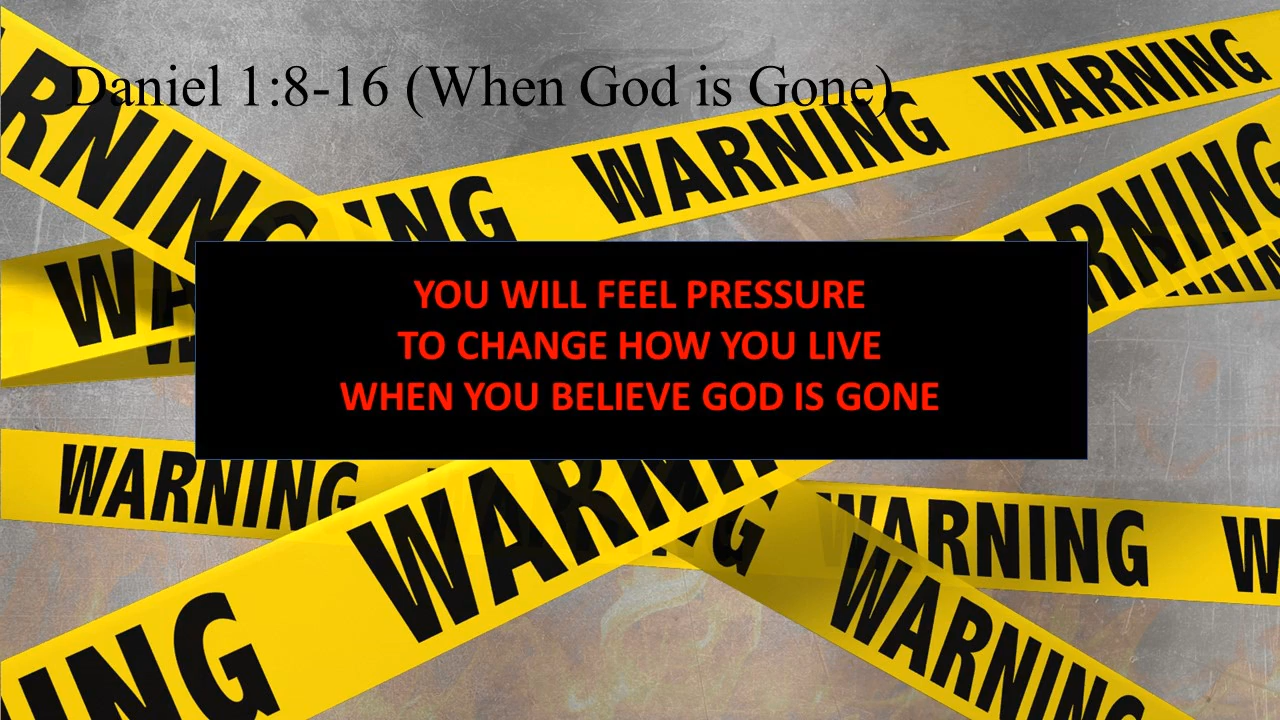 Daniel 1:8-16 (When God is Gone)
WARNING
WARNING
WARNING
YOU WILL FEEL PRESSURE
TO CHANGE HOW YOU LIVE
WHEN YOU BELIEVE GOD IS GONE
WARNING
WARNING
WARNING
WARNING